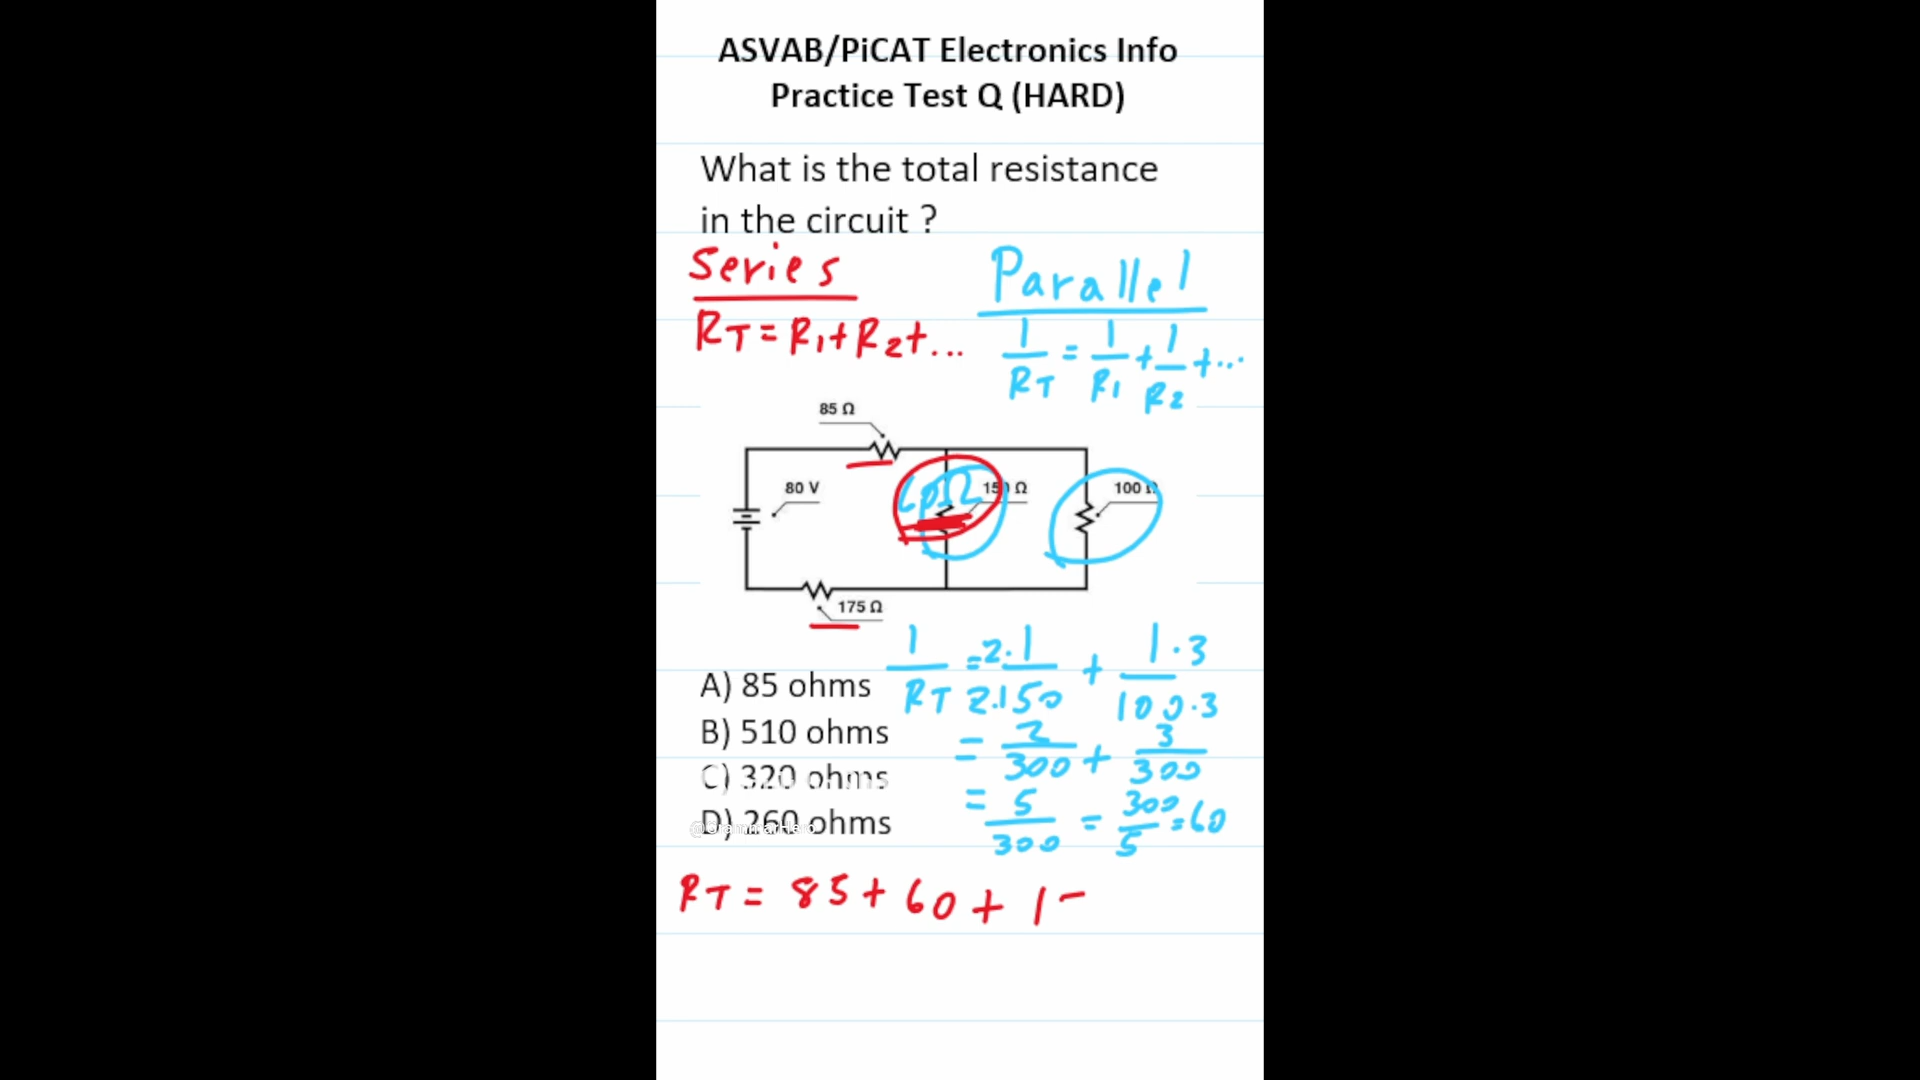 ASVAB/PiCAT Electronics Info
Practice Test Q (HARD)
What is the total resistance
in the circuit ?
Series
Parallel
RT = R1 + R2 + ...
1/RT = 1/R1 + 1/R2 + ...
85 Ω
80 V
60Ω
150 Ω
100 Ω
175 Ω
1/RT = 2·1/2·150 + 1·3/100·3
= 2/300 + 3/300
= 5/300 = 300/5 = 60
A) 85 ohms
B) 510 ohms
C) 320 ohms
D) 260 ohms
RT = 85 + 60 + 1